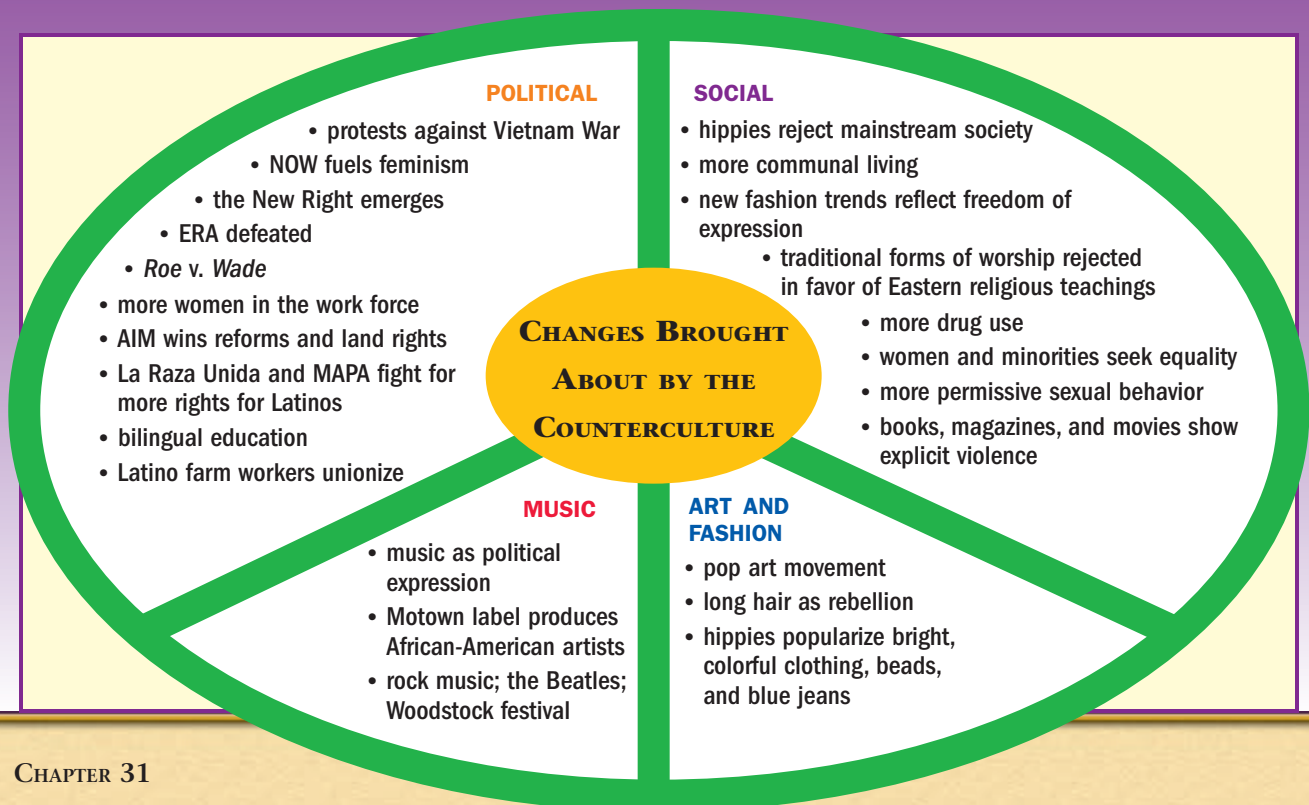 POLITICAL
• protests against Vietnam War
• NOW fuels feminism
• the New Right emerges
• ERA defeated
• Roe v. Wade
• more women in the work force
• AIM wins reforms and land rights
• La Raza Unida and MAPA fight for
more rights for Latinos
• bilingual education
• Latino farm workers unionize
SOCIAL
• hippies reject mainstream society
• more communal living
• new fashion trends reflect freedom of
expression
• traditional forms of worship rejected
in favor of Eastern religious teachings
• more drug use
• women and minorities seek equality
• more permissive sexual behavior
• books, magazines, and movies show
explicit violence
CHANGES BROUGHT
ABOUT BY THE
COUNTERCULTURE
MUSIC
• music as political
expression
• Motown label produces
African-American artists
• rock music; the Beatles;
Woodstock festival
ART AND
FASHION
• pop art movement
• long hair as rebellion
• hippies popularize bright,
colorful clothing, beads,
and blue jeans
CHAPTER 31